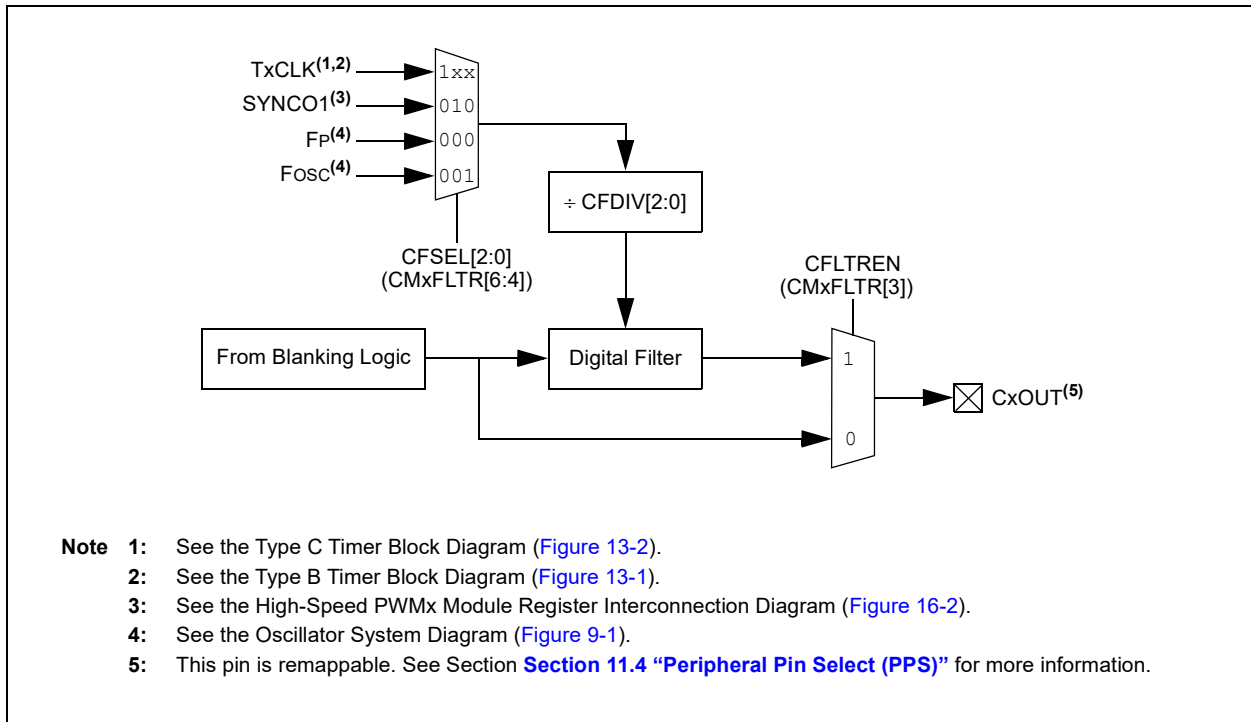 TxCLK(1,2)
SYNCO1(3)
FP(4)
FOSC(4)
1xx
010
000
001
÷ CFDIV[2:0]
CFSEL[2:0]
(CMxFLTR[6:4])
CFLTREN
(CMxFLTR[3])
From Blanking Logic
Digital Filter
1
0
CxOUT(5)
Note 1: See the Type C Timer Block Diagram (Figure 13-2).
2: See the Type B Timer Block Diagram (Figure 13-1).
3: See the High-Speed PWMx Module Register Interconnection Diagram (Figure 16-2).
4: See the Oscillator System Diagram (Figure 9-1).
5: This pin is remappable. See Section Section 11.4 “Peripheral Pin Select (PPS)” for more information.